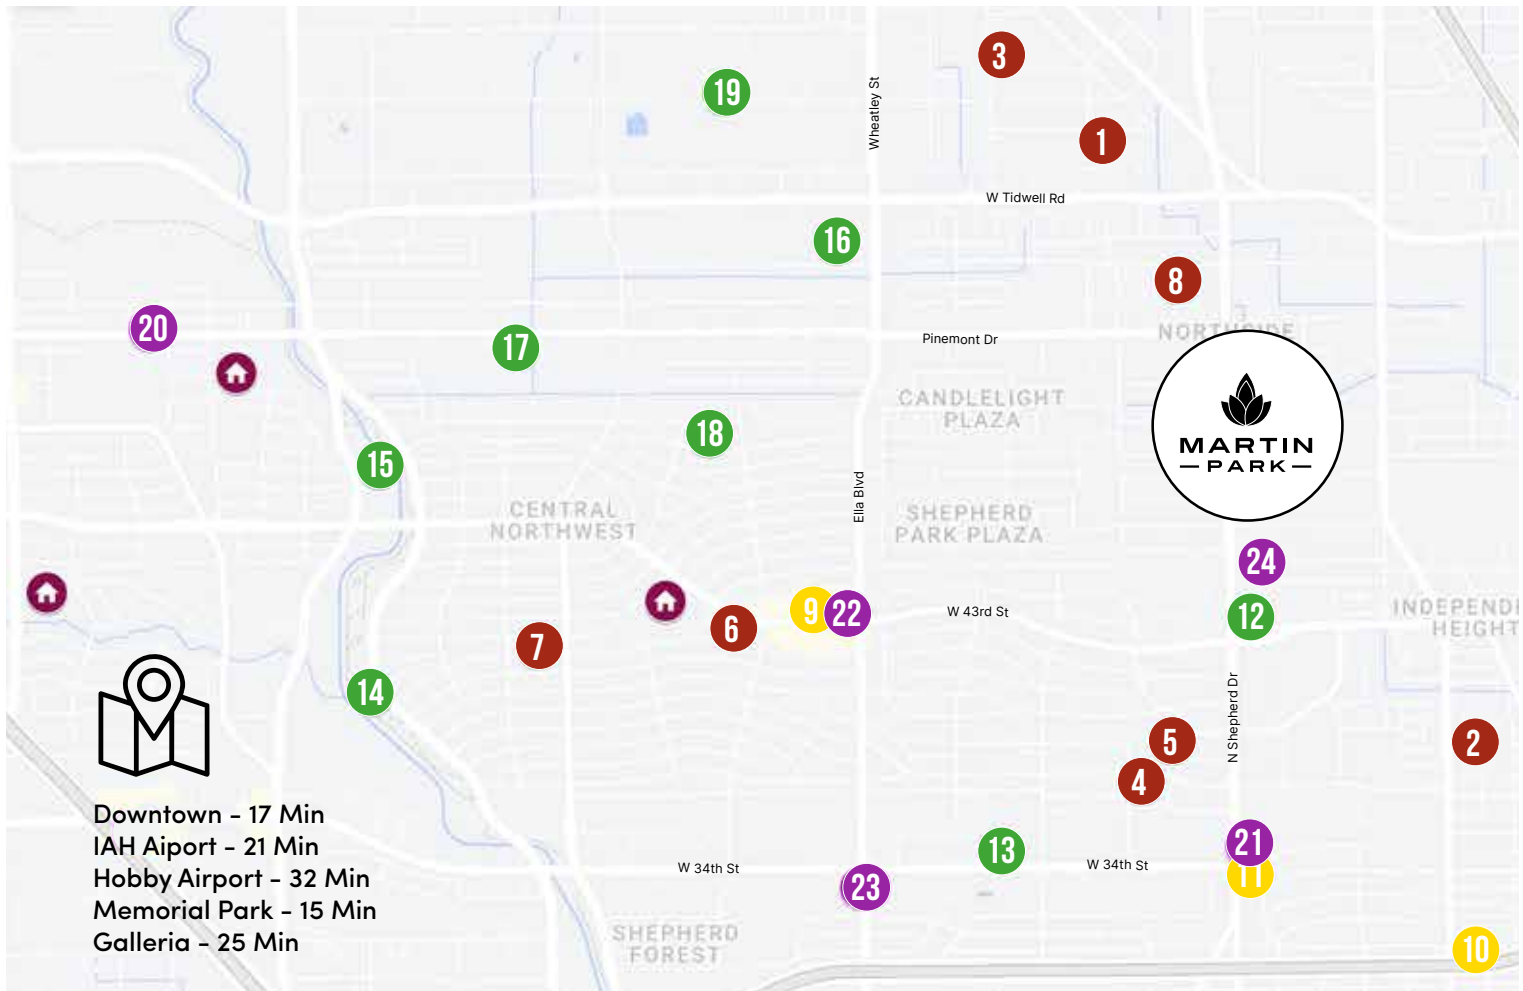 3
19
Wheatley St
1
W Tidwell Rd
16
8
20
NORTHSIDE
Pinemont Dr
17
CANDLELIGHT
PLAZA
18
MARTIN
PARK
15
Ella Blvd
CENTRAL
NORTHWEST
SHEPHERD
PARK PLAZA
24
9
22
W 43rd St
12
INDEPENDE
HEIGHT
6
7
14
N Shepherd Dr
5
2
4
Downtown - 17 Min
IAH Aiport - 21 Min
Hobby Airport - 32 Min
Memorial Park - 15 Min
Galleria - 25 Min
13
21
11
W 34th St
W 34th St
23
SHEPHERD
FOREST
10